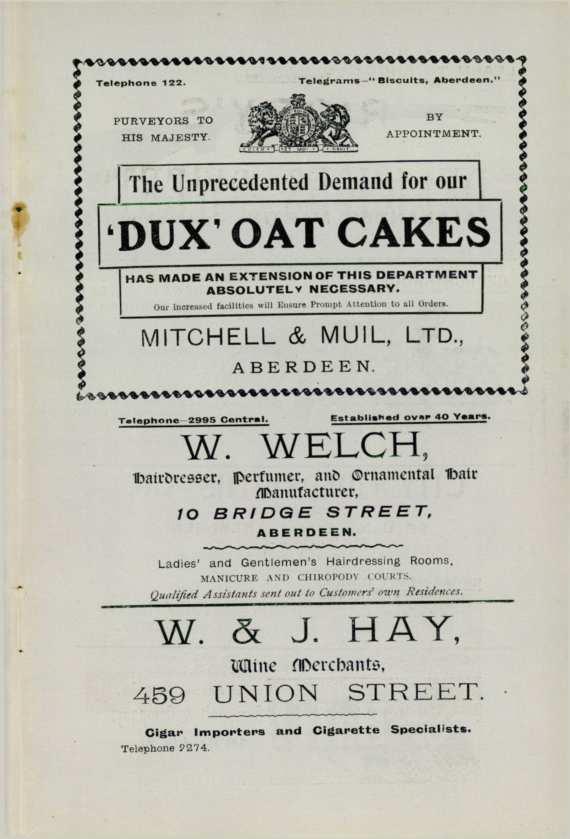 Telephone 122.
Telegrams—"Biscuits, Aberdeen."
PURVEYORS TO
HIS MAJESTY.
BY
APPOINTMENT.
The Unprecedented Demand for our
'DUX' OAT CAKES
HAS MADE AN EXTENSION OF THIS DEPARTMENT
ABSOLUTELY NECESSARY.
Our increased facilities will Ensure Prompt Attention to all Orders.
MITCHELL & MUIL, LTD.,
ABERDEEN.
Telephone—2995 Central.
Established over 40 Years.
W. WELCH,
Hairdresser, Perfumer, and Ornamental Hair
Manufacturer,
10 BRIDGE STREET,
ABERDEEN.
Ladies' and Gentlemen's Hairdressing Rooms.
MANICURE AND CHIROPODY COURTS.
Qualified Assistants sent out to Customers' own Residences.
W. & J. HAY,
Wine Merchants,
459 UNION STREET.
Cigar Importers and Cigarette Specialists.
Telephone 2274.